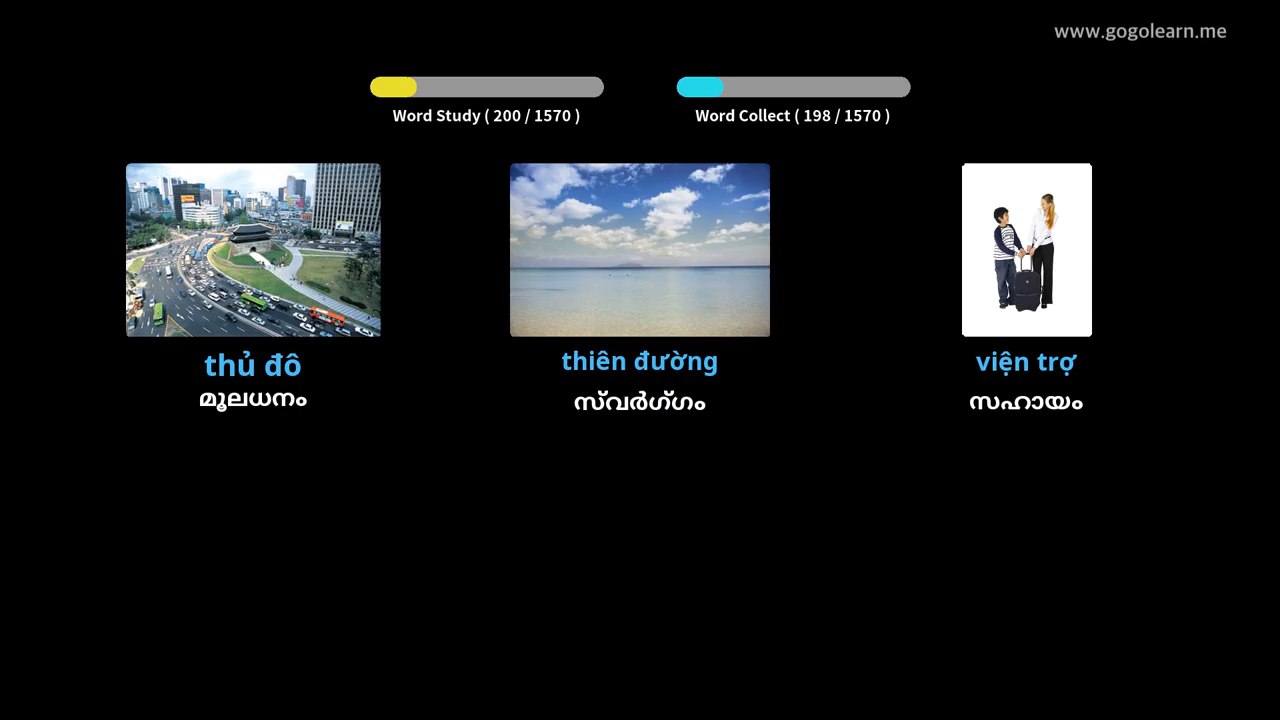 www.gogolearn.me
Word Study ( 200 / 1570 )
Word Collect ( 198 / 1570 )
thủ đô
മൂലധനം
thiên đường
സ്വർഗ്ഗം
viện trợ
സഹായം